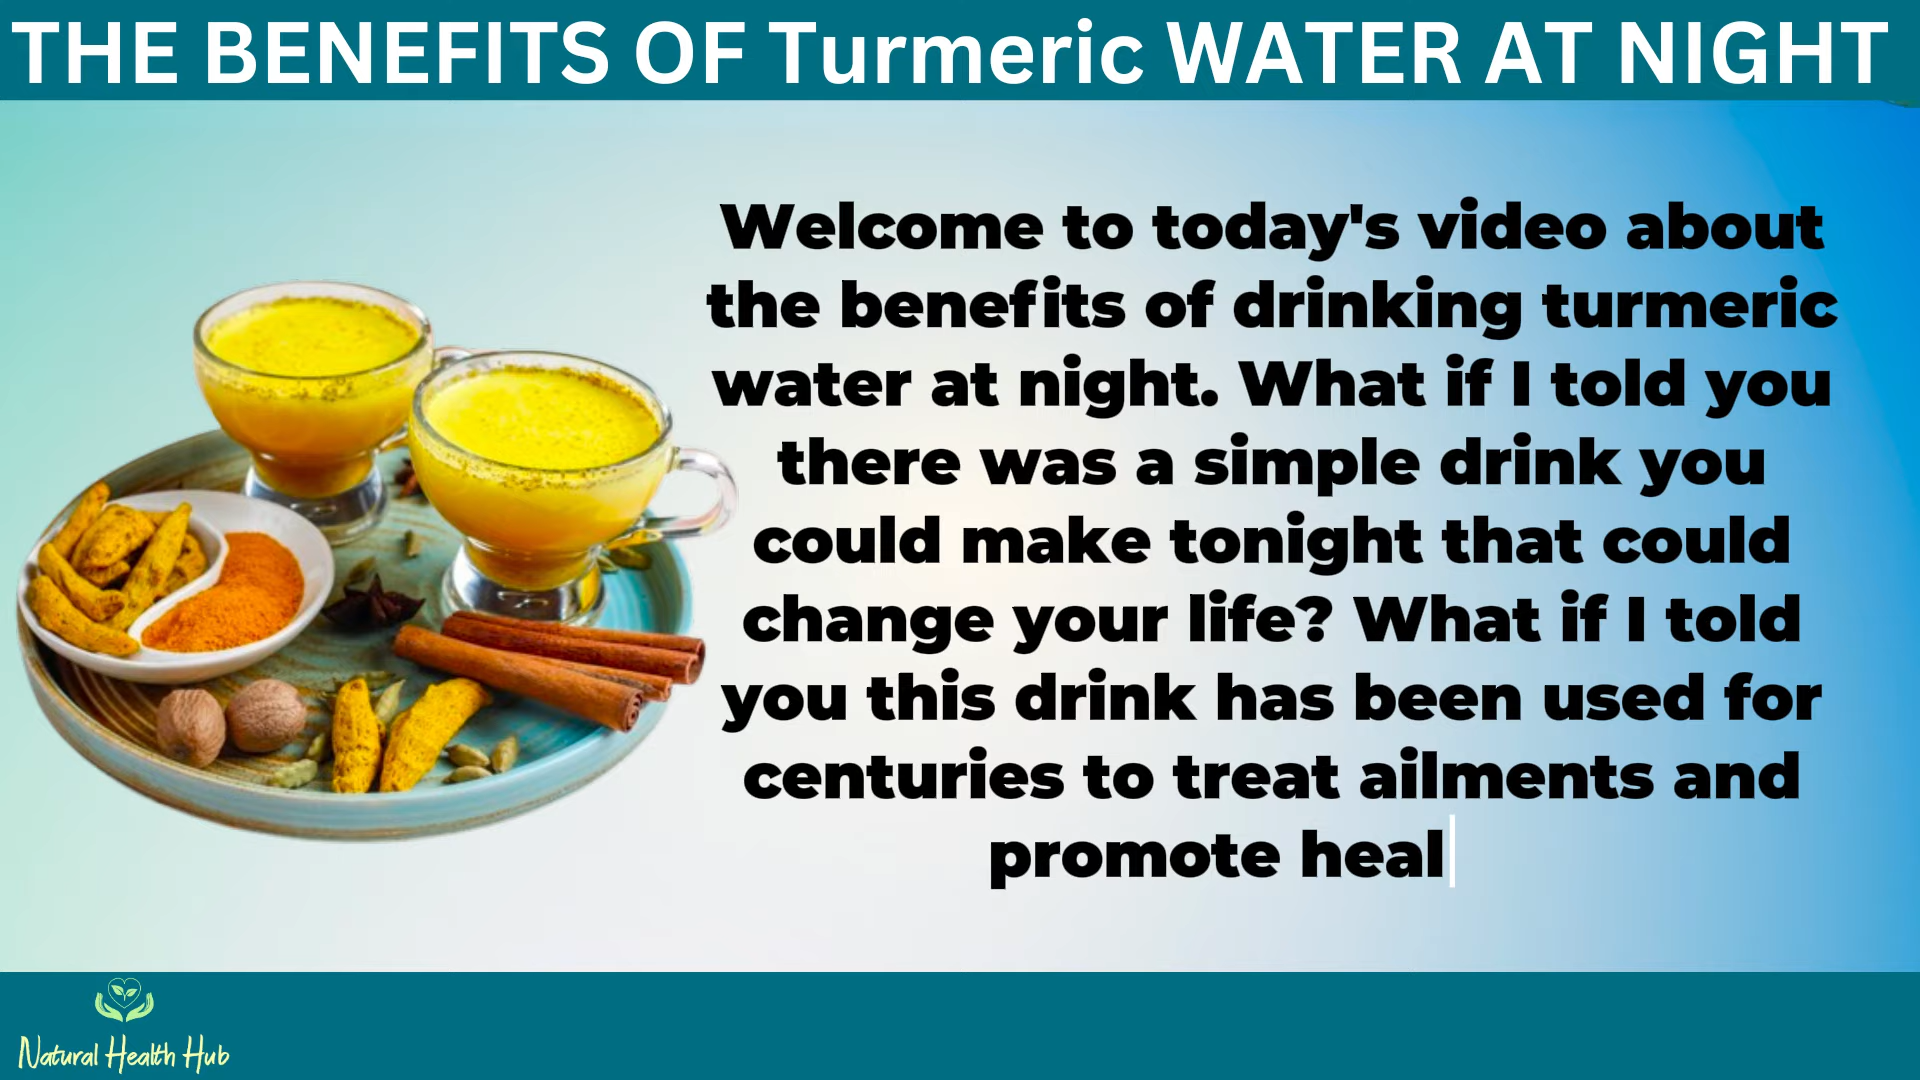 THE BENEFITS OF Turmeric WATER AT NIGHT
Welcome to today's video about
the benefits of drinking turmeric
water at night. What if I told you
there was a simple drink you
could make tonight that could
change your life? What if I told
you this drink has been used for
centuries to treat ailments and
promote heal
Natural Health Hub